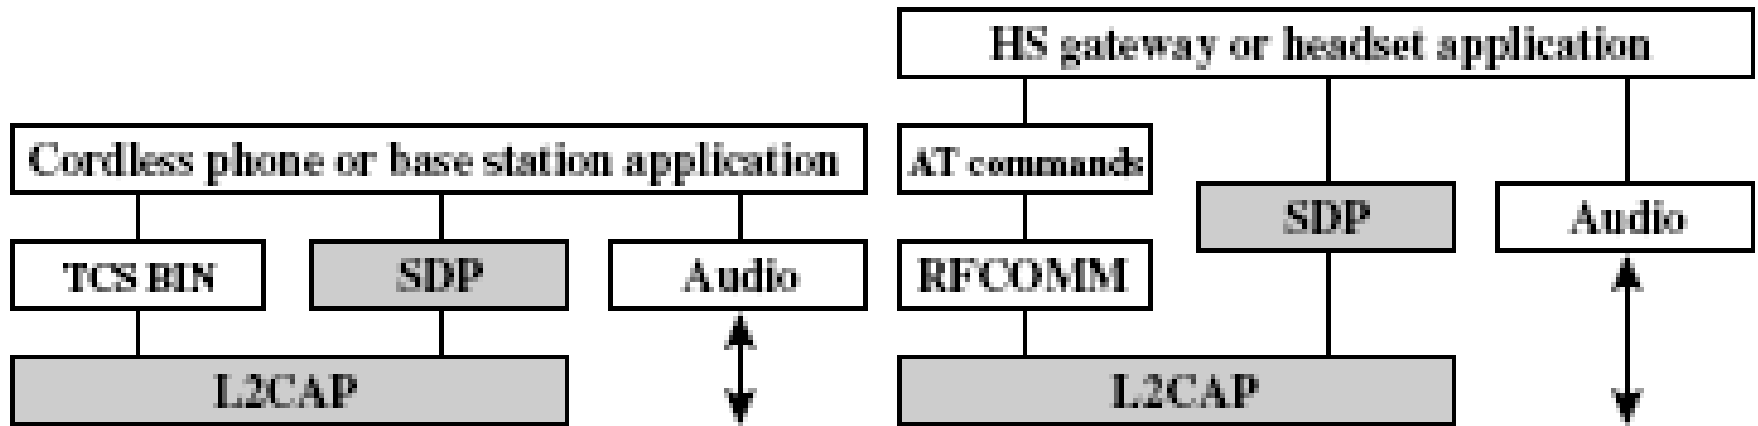 Cordless phone or base station application
TCS BIN
SDP
Audio
L2CAP
HS gateway or headset application
AT commands
SDP
Audio
RFCOMM
L2CAP